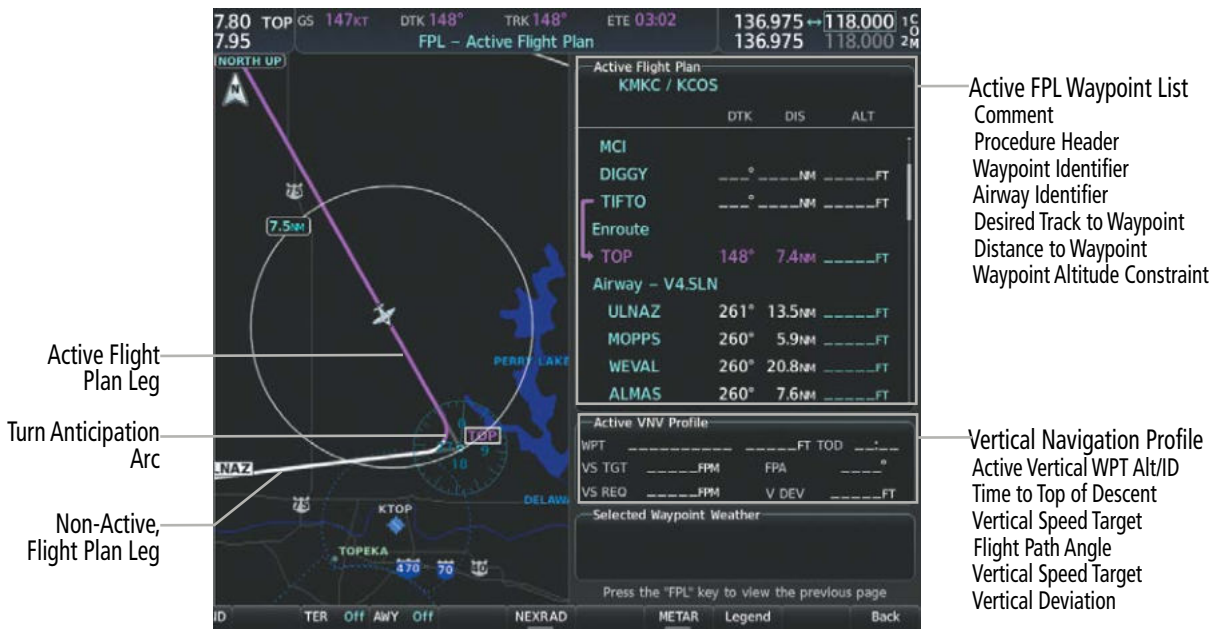 7.80 TOP GS 147KT DTK 148° TRK 148° ETE 03:02 136.975 ↔ 118.000 1 C
O
7.95 FPL – Active Flight Plan 136.975 118.000 2 M
NORTH UP
N
75
7.5NM
PERRY LAKE
TOP
9
18
LNAZ
75
DELAW
KTOP
TOPEKA
470 70 40
Active Flight Plan
KMKC / KCOS
DTK DIS ALT
MCI
DIGGY ___° ____NM _____FT
TIFTO ___° ____NM _____FT
Enroute
TOP 148° 7.4NM _____FT
Airway – V4.SLN
ULNAZ 261° 13.5NM _____FT
MOPPS 260° 5.9NM _____FT
WEVAL 260° 20.8NM _____FT
ALMAS 260° 7.6NM _____FT
Active VNV Profile
WPT __________ _____FT TOD __:__
VS TGT _____FPM FPA ____°
VS REQ _____FPM V DEV _____FT
Selected Waypoint Weather
Press the "FPL" key to view the previous page
ND TER Off AWY Off NEXRAD METAR Legend Back
Active Flight
Plan Leg
Turn Anticipation
Arc
Non-Active,
Flight Plan Leg
Active FPL Waypoint List
Comment
Procedure Header
Waypoint Identifier
Airway Identifier
Desired Track to Waypoint
Distance to Waypoint
Waypoint Altitude Constraint
Vertical Navigation Profile
Active Vertical WPT Alt/ID
Time to Top of Descent
Vertical Speed Target
Flight Path Angle
Vertical Speed Target
Vertical Deviation